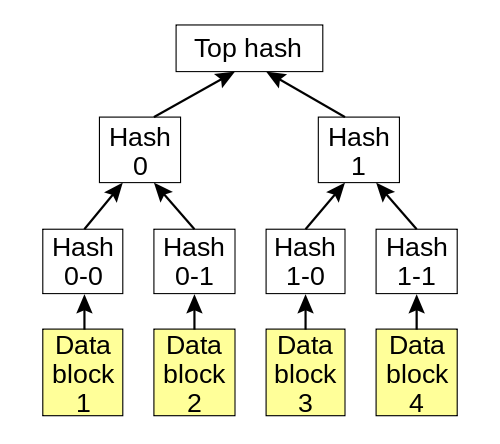 Top hash
Hash
0
Hash
1
Hash
0-0
Hash
0-1
Hash
1-0
Hash
1-1
Data
block
1
Data
block
2
Data
block
3
Data
block
4